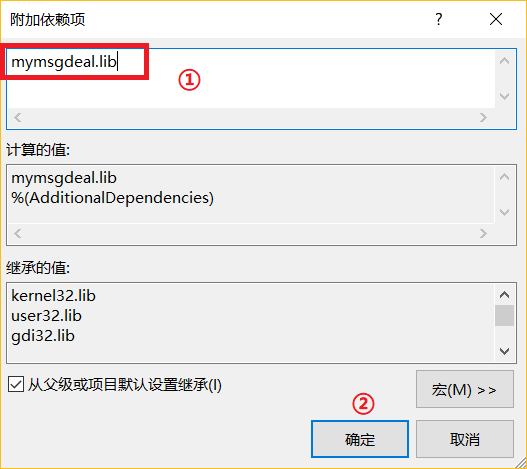 附加依赖项
?
mymsgdeal.lib
①
计算的值:
mymsgdeal.lib
%(AdditionalDependencies)
继承的值:
kernel32.lib
user32.lib
gdi32.lib
从父级或项目默认设置继承(I)
宏(M) >>
②
确定
取消